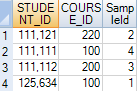 STUDE COURS Samp
NT_ID E_ID leId
1 111,121 220 2
2 111,111 100 4
3 111,112 200 3
4 125,634 100 1